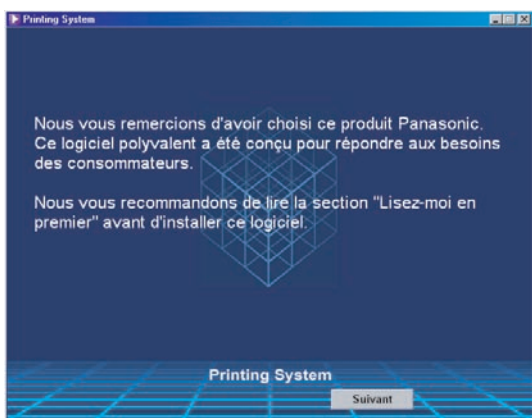 Printing System
Nous vous remercions d'avoir choisi ce produit Panasonic.
Ce logiciel polyvalent a été conçu pour répondre aux besoins
des consommateurs.
Nous vous recommandons de lire la section "Lisez-moi en
premier" avant d'installer ce logiciel.
Printing System
Suivant